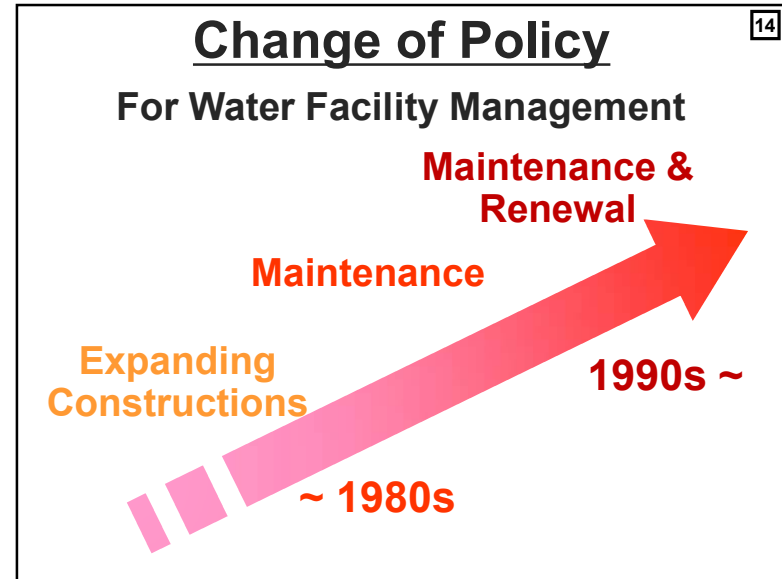 14
Change of Policy
For Water Facility Management
Maintenance &
Renewal
Maintenance
Expanding
Constructions
1990s ~
~ 1980s